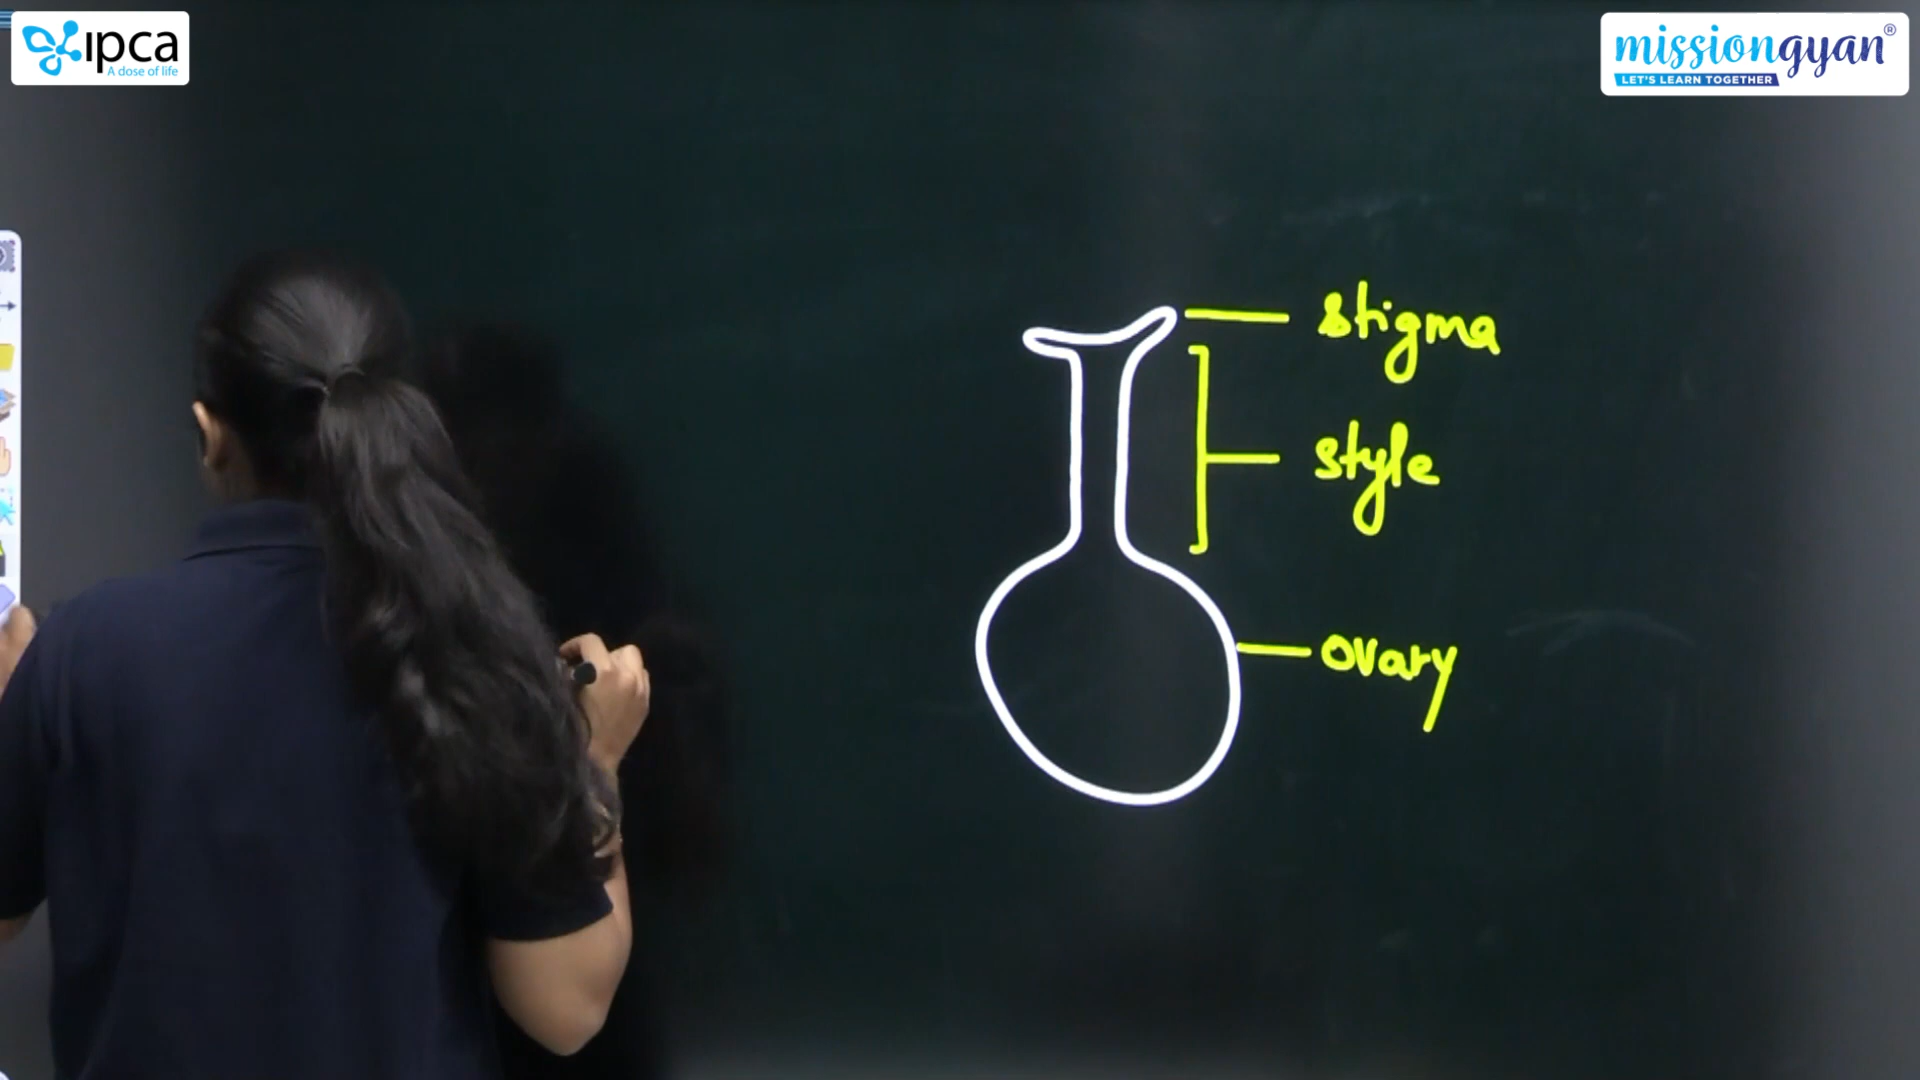 ipca
A dose of life
missiongyan®
LET'S LEARN TOGETHER
stigma
style
ovary